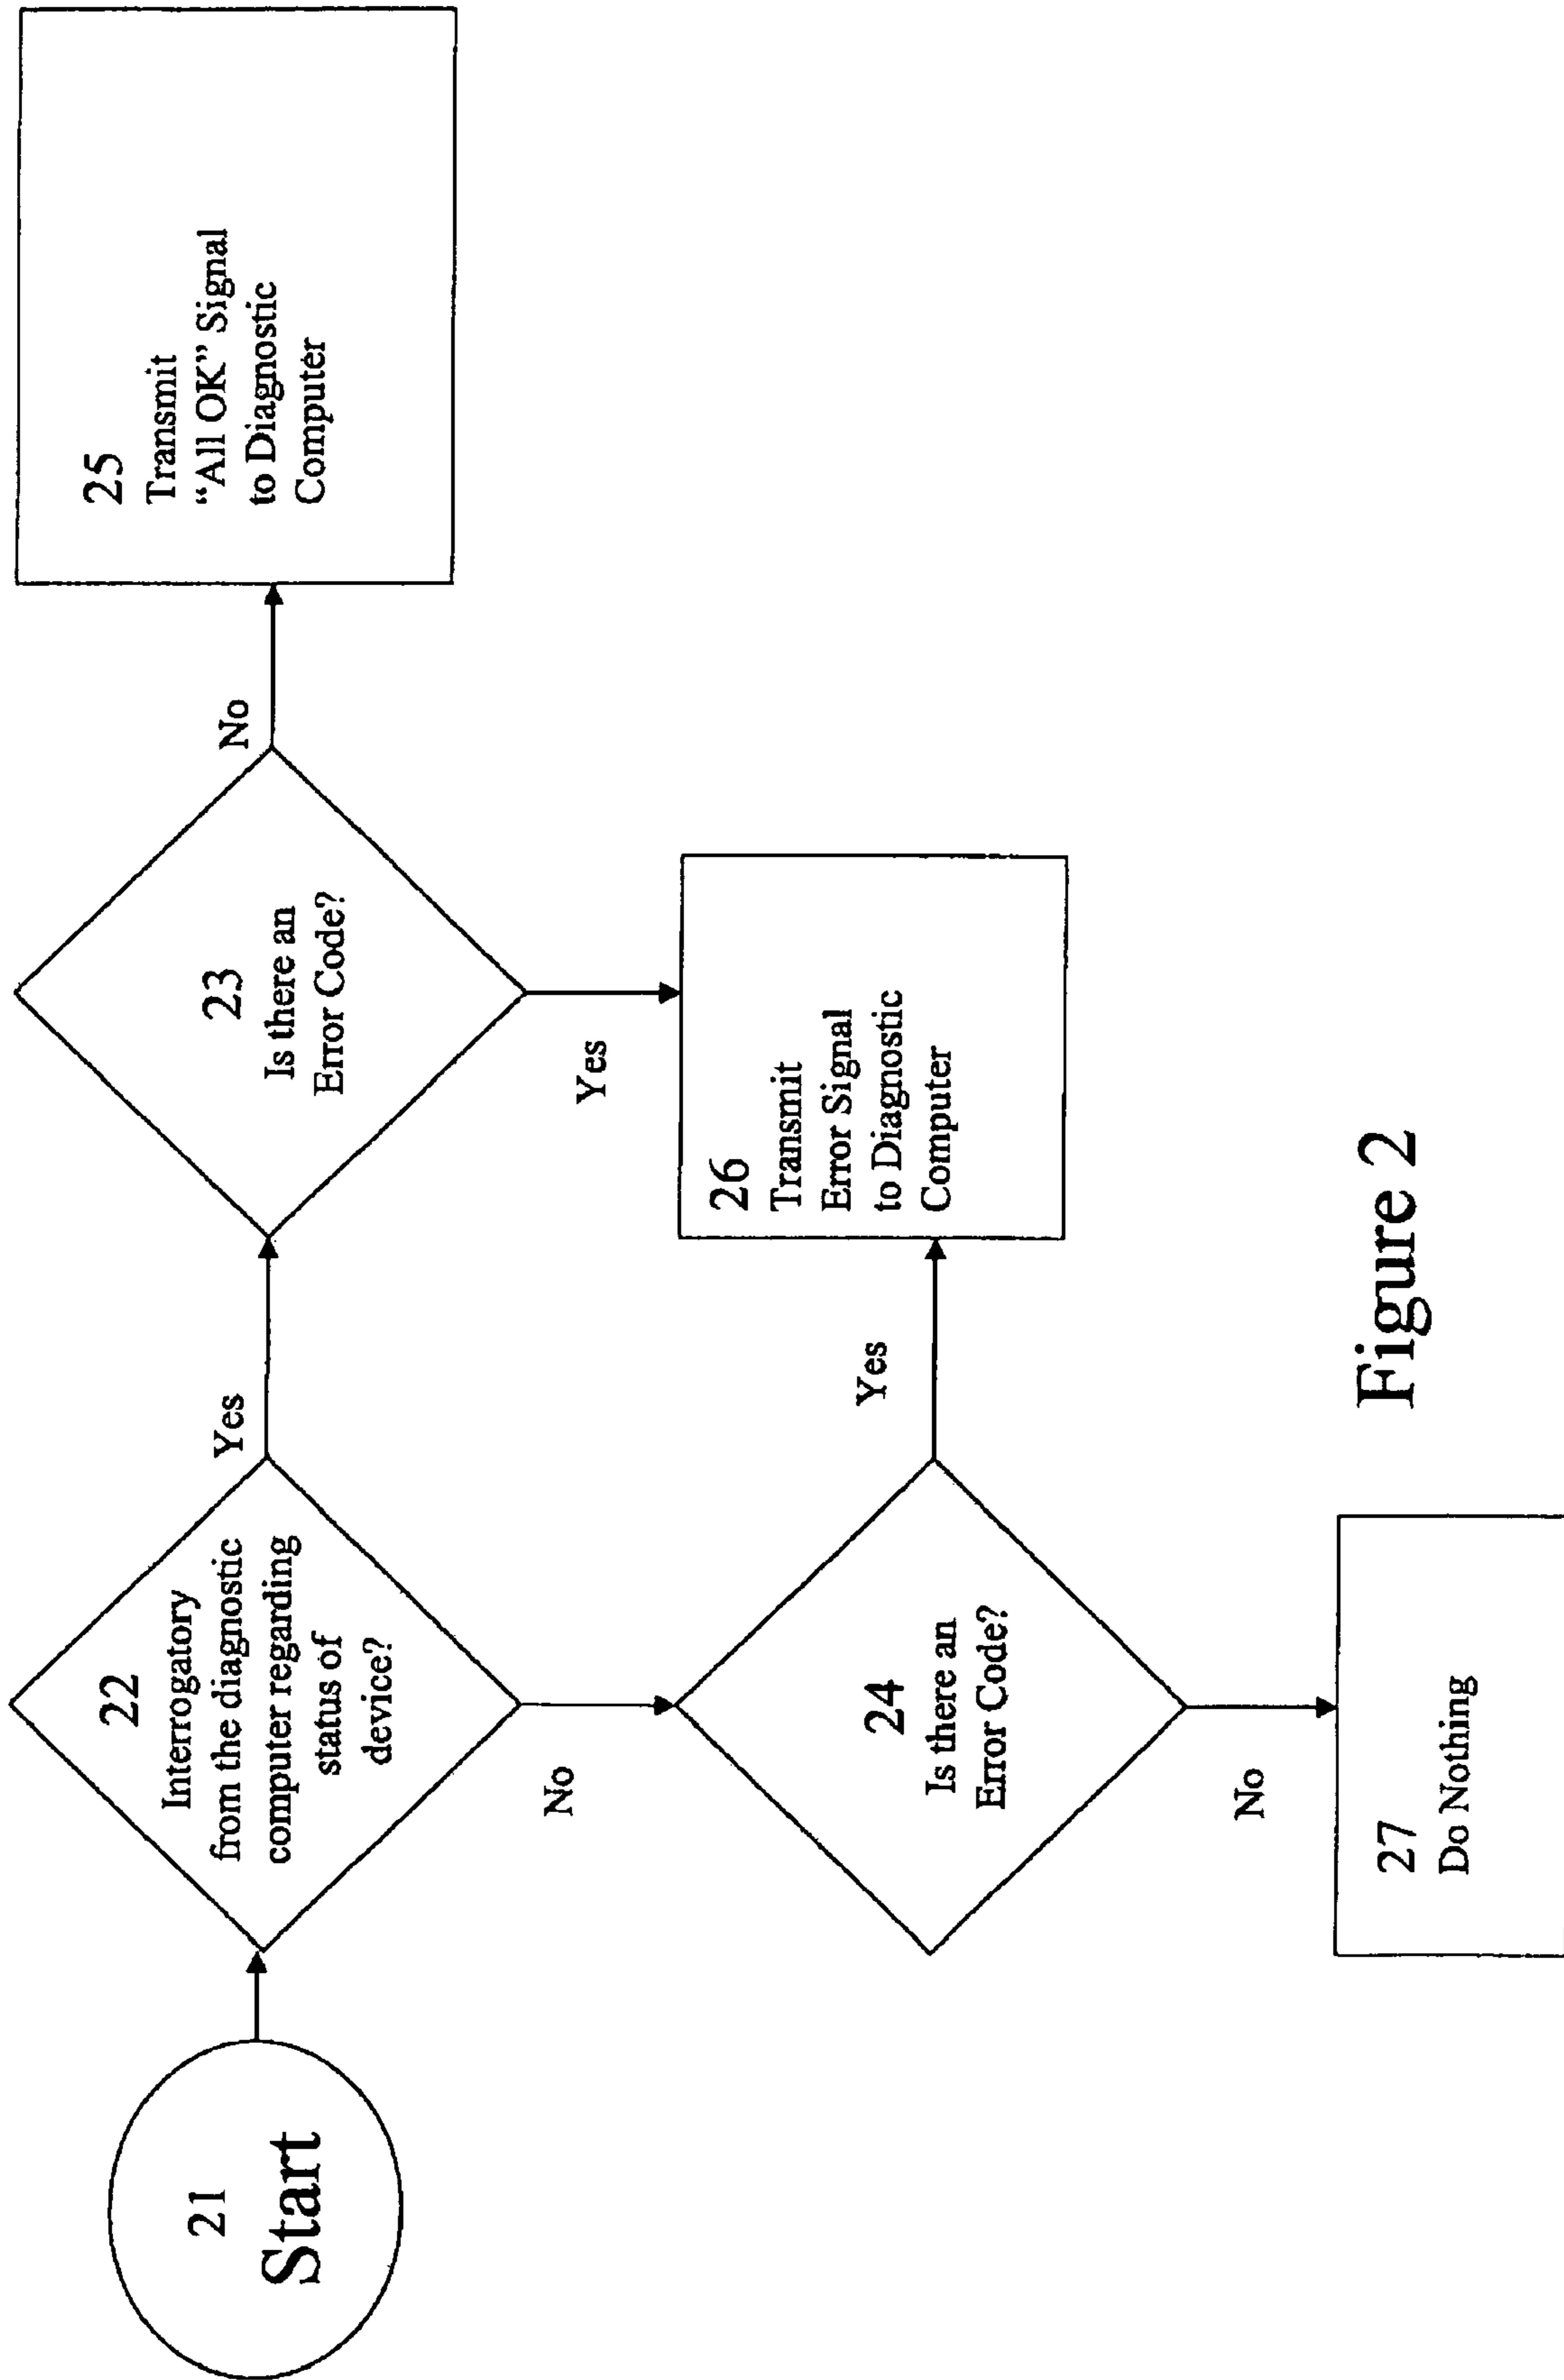 21
Start
22
Interrogatory
from the diagnostic
computer regarding
status of
device?
Yes
No
23
Is there an
Error Code?
No
Yes
25
Transmit
“All OK” Signal
to Diagnostic
Computer
24
Is there an
Error Code?
Yes
No
26
Transmit
Error Signal
to Diagnostic
Computer
27
Do Nothing
Figure 2